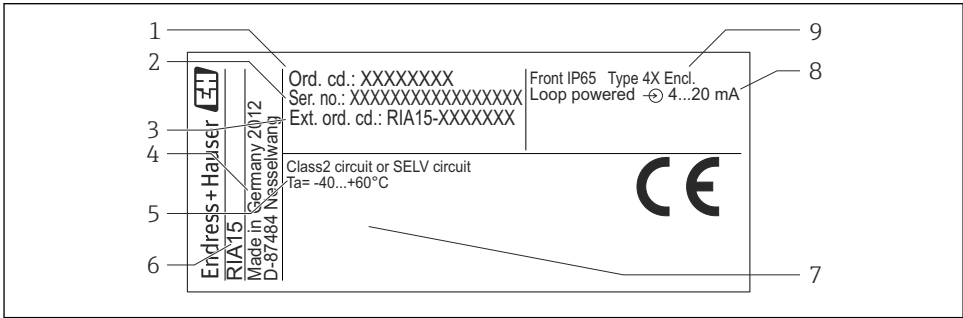 1
2
3
4
5
6
7
8
9
Endress+Hauser EH
RIA15
Made in Germany 2012
D-87484 Nesselwang
Ord. cd.: XXXXXXXX
Ser. no.: XXXXXXXXXXXXXXXXX
Ext. ord. cd.: RIA15-XXXXXXX
Front IP65 Type 4X Encl.
Loop powered 4...20 mA
Class2 circuit or SELV circuit
Ta= -40...+60°C
CE